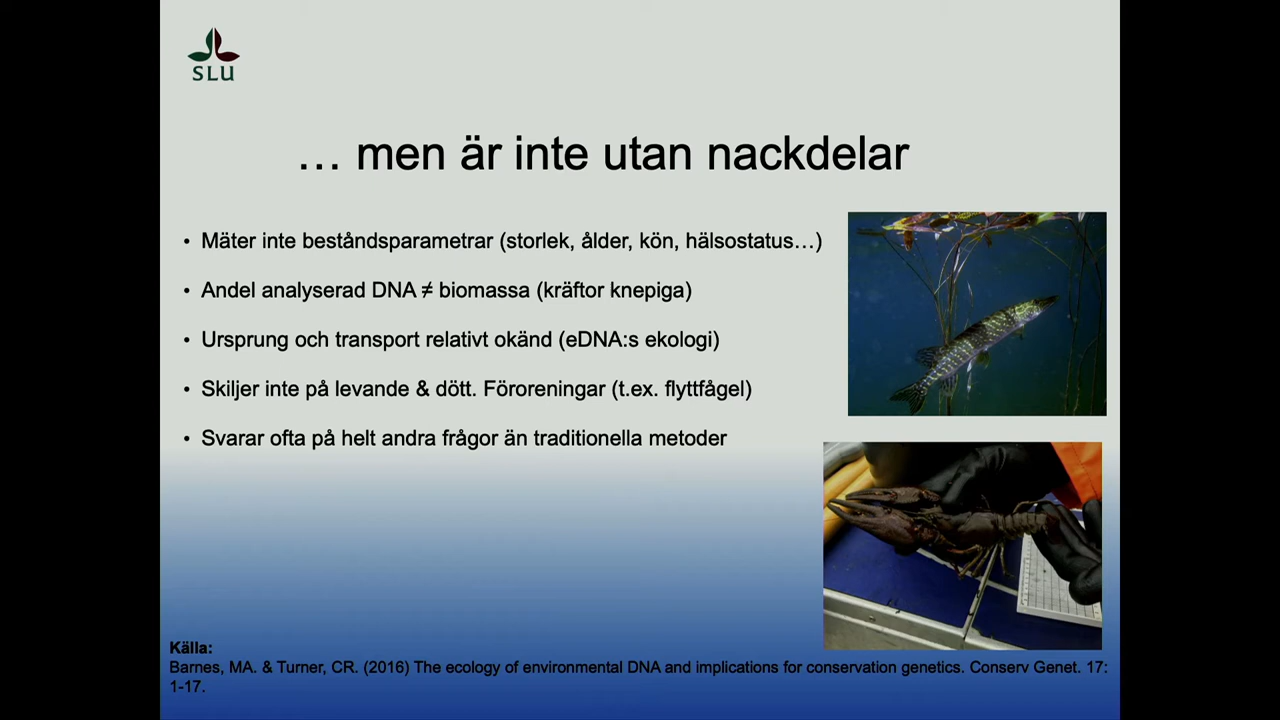 SLU
… men är inte utan nackdelar
• Mäter inte beståndsparametrar (storlek, ålder, kön, hälsostatus…)
• Andel analyserad DNA ≠ biomassa (kräftor knepiga)
• Ursprung och transport relativt okänd (eDNA:s ekologi)
• Skiljer inte på levande & dött. Föroreningar (t.ex. flyttfågel)
• Svarar ofta på helt andra frågor än traditionella metoder
Källa:
Barnes, MA. & Turner, CR. (2016) The ecology of environmental DNA and implications for conservation genetics. Conserv Genet. 17:
1-17.